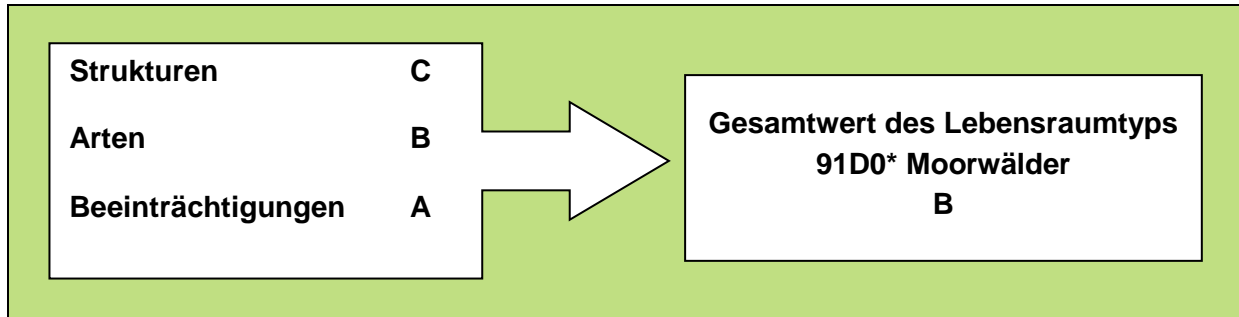 Strukturen C
Arten B
Beeinträchtigungen A
Gesamtwert des Lebensraumtyps
91D0* Moorwälder
B